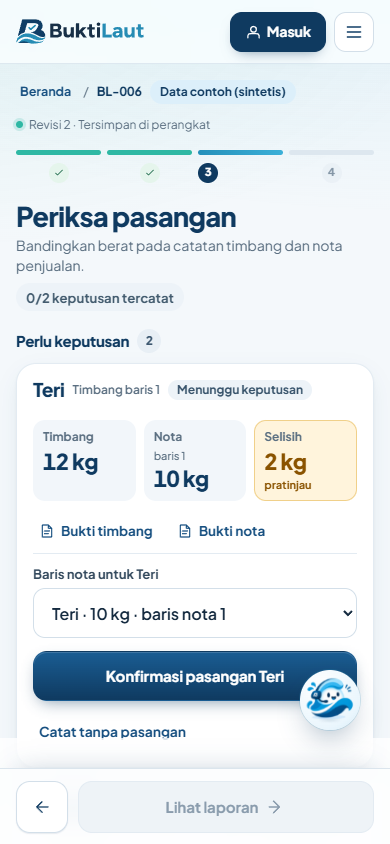 BuktiLaut
Masuk
Beranda / BL-006 Data contoh (sintetis)
Revisi 2 · Tersimpan di perangkat
3
4
Periksa pasangan
Bandingkan berat pada catatan timbang dan nota
penjualan.
0/2 keputusan tercatat
Perlu keputusan 2
Teri Timbang baris 1 Menunggu keputusan
Timbang
12 kg
Nota
baris 1
10 kg
Selisih
2 kg
pratinjau
Bukti timbang
Bukti nota
Baris nota untuk Teri
Teri · 10 kg · baris nota 1
Konfirmasi pasangan Teri
Catat tanpa pasangan
Lihat laporan